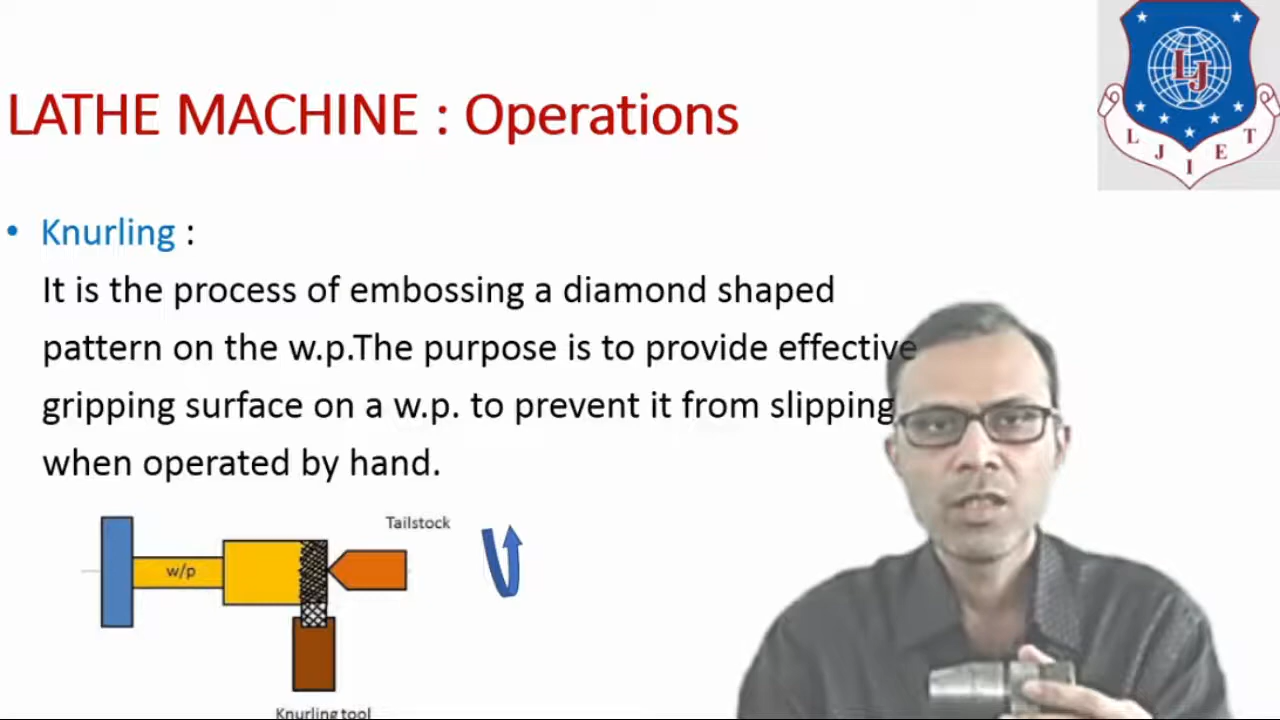 LATHE MACHINE : Operations
LJ
L J I E T
• Knurling :
It is the process of embossing a diamond shaped
pattern on the w.p.The purpose is to provide effective
gripping surface on a w.p. to prevent it from slipping
when operated by hand.
Tailstock
w/p
Knurling tool